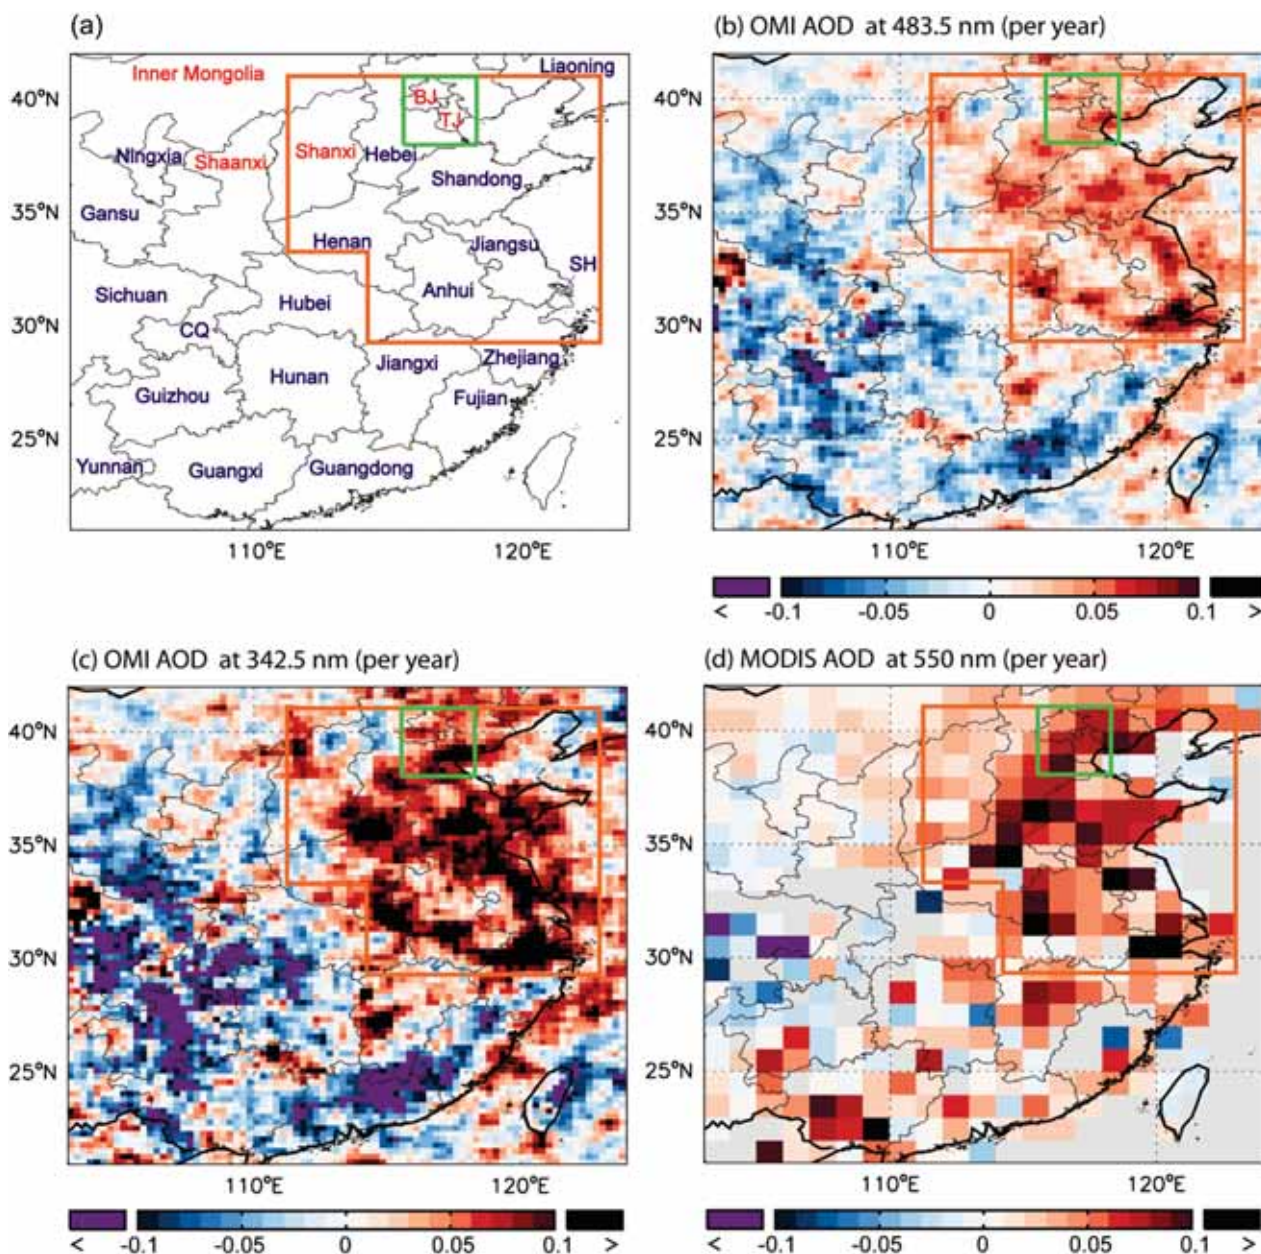 (a)
(b) OMI AOD at 483.5 nm (per year)
Inner Mongolia
Liaoning
40°N
BJ
TJ
Ningxia
Shaanxi
Shanxi
Hebei
Shandong
35°N
Gansu
Henan
Jiangsu
SH
Sichuan
Hubei
Anhui
30°N
CQ
Zhejiang
Hunan
Jiangxi
Guizhou
Fujian
25°N
Yunnan
Guangxi
Guangdong
110°E
120°E
40°N
35°N
30°N
25°N
110°E
120°E
< -0.1 -0.05 0 0.05 0.1 >
(c) OMI AOD at 342.5 nm (per year)
40°N
35°N
30°N
25°N
110°E
120°E
< -0.1 -0.05 0 0.05 0.1 >
(d) MODIS AOD at 550 nm (per year)
40°N
35°N
30°N
25°N
110°E
120°E
< -0.1 -0.05 0 0.05 0.1 >